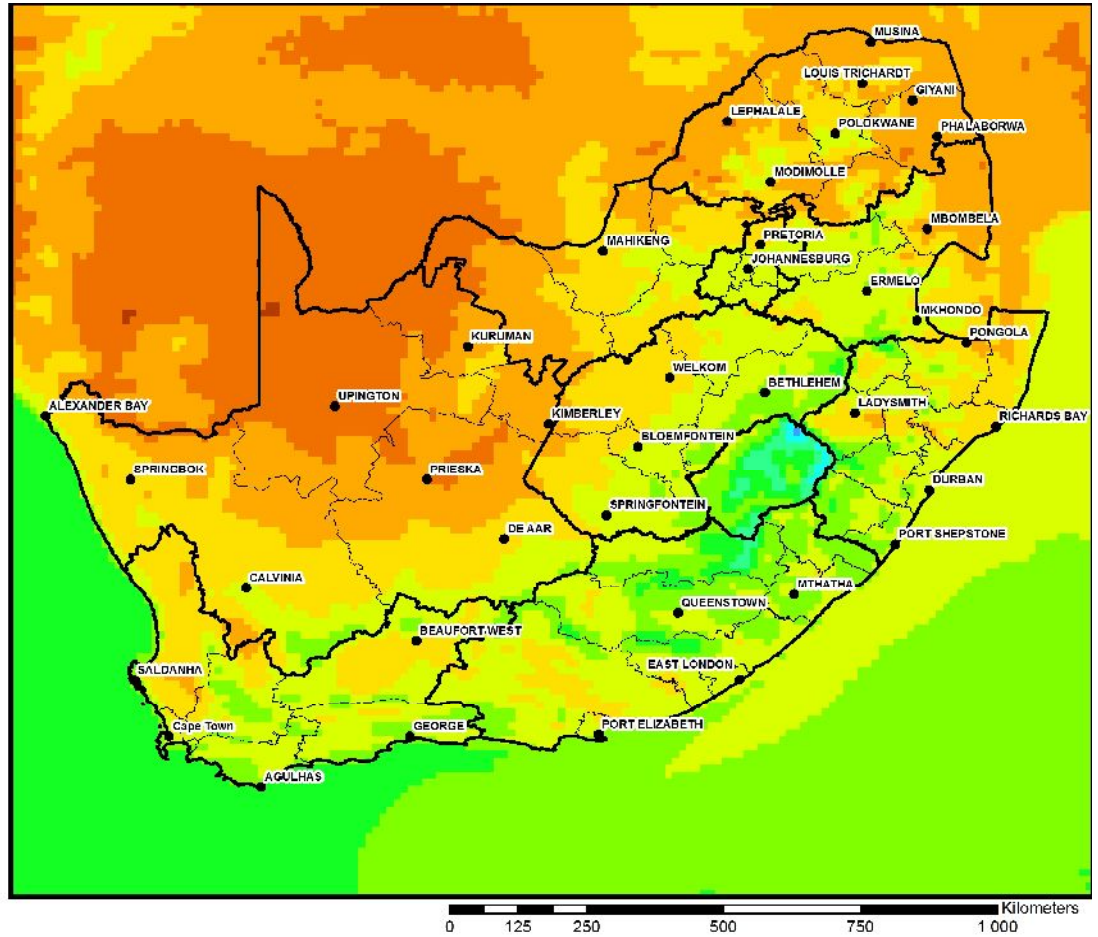 MUSINA
LOUIS TRICHARDT
GIYANI
LEPHALALE
POLOKWANE
PHALABORWA
MODIMOLLE
MBOMBELA
PRETORIA
MAHIKENG
JOHANNESBURG
ERMELO
MKHONDO
PONGOLA
KURUMAN
WELKOM
BETHLEHEM
UPINGTON
ALEXANDER BAY
KIMBERLEY
LADYSMITH
RICHARDS BAY
BLOEMFONTEIN
SPRINGBOK
PRIESKA
DURBAN
SPRINGFONTEIN
DE AAR
PORT SHEPSTONE
CALVINIA
MTHATHA
QUEENSTOWN
BEAUFORT-WEST
SALDANHA
EAST LONDON
Cape Town
GEORGE
PORT ELIZABETH
AGULHAS
Kilometers
0 125 250 500 750 1 000